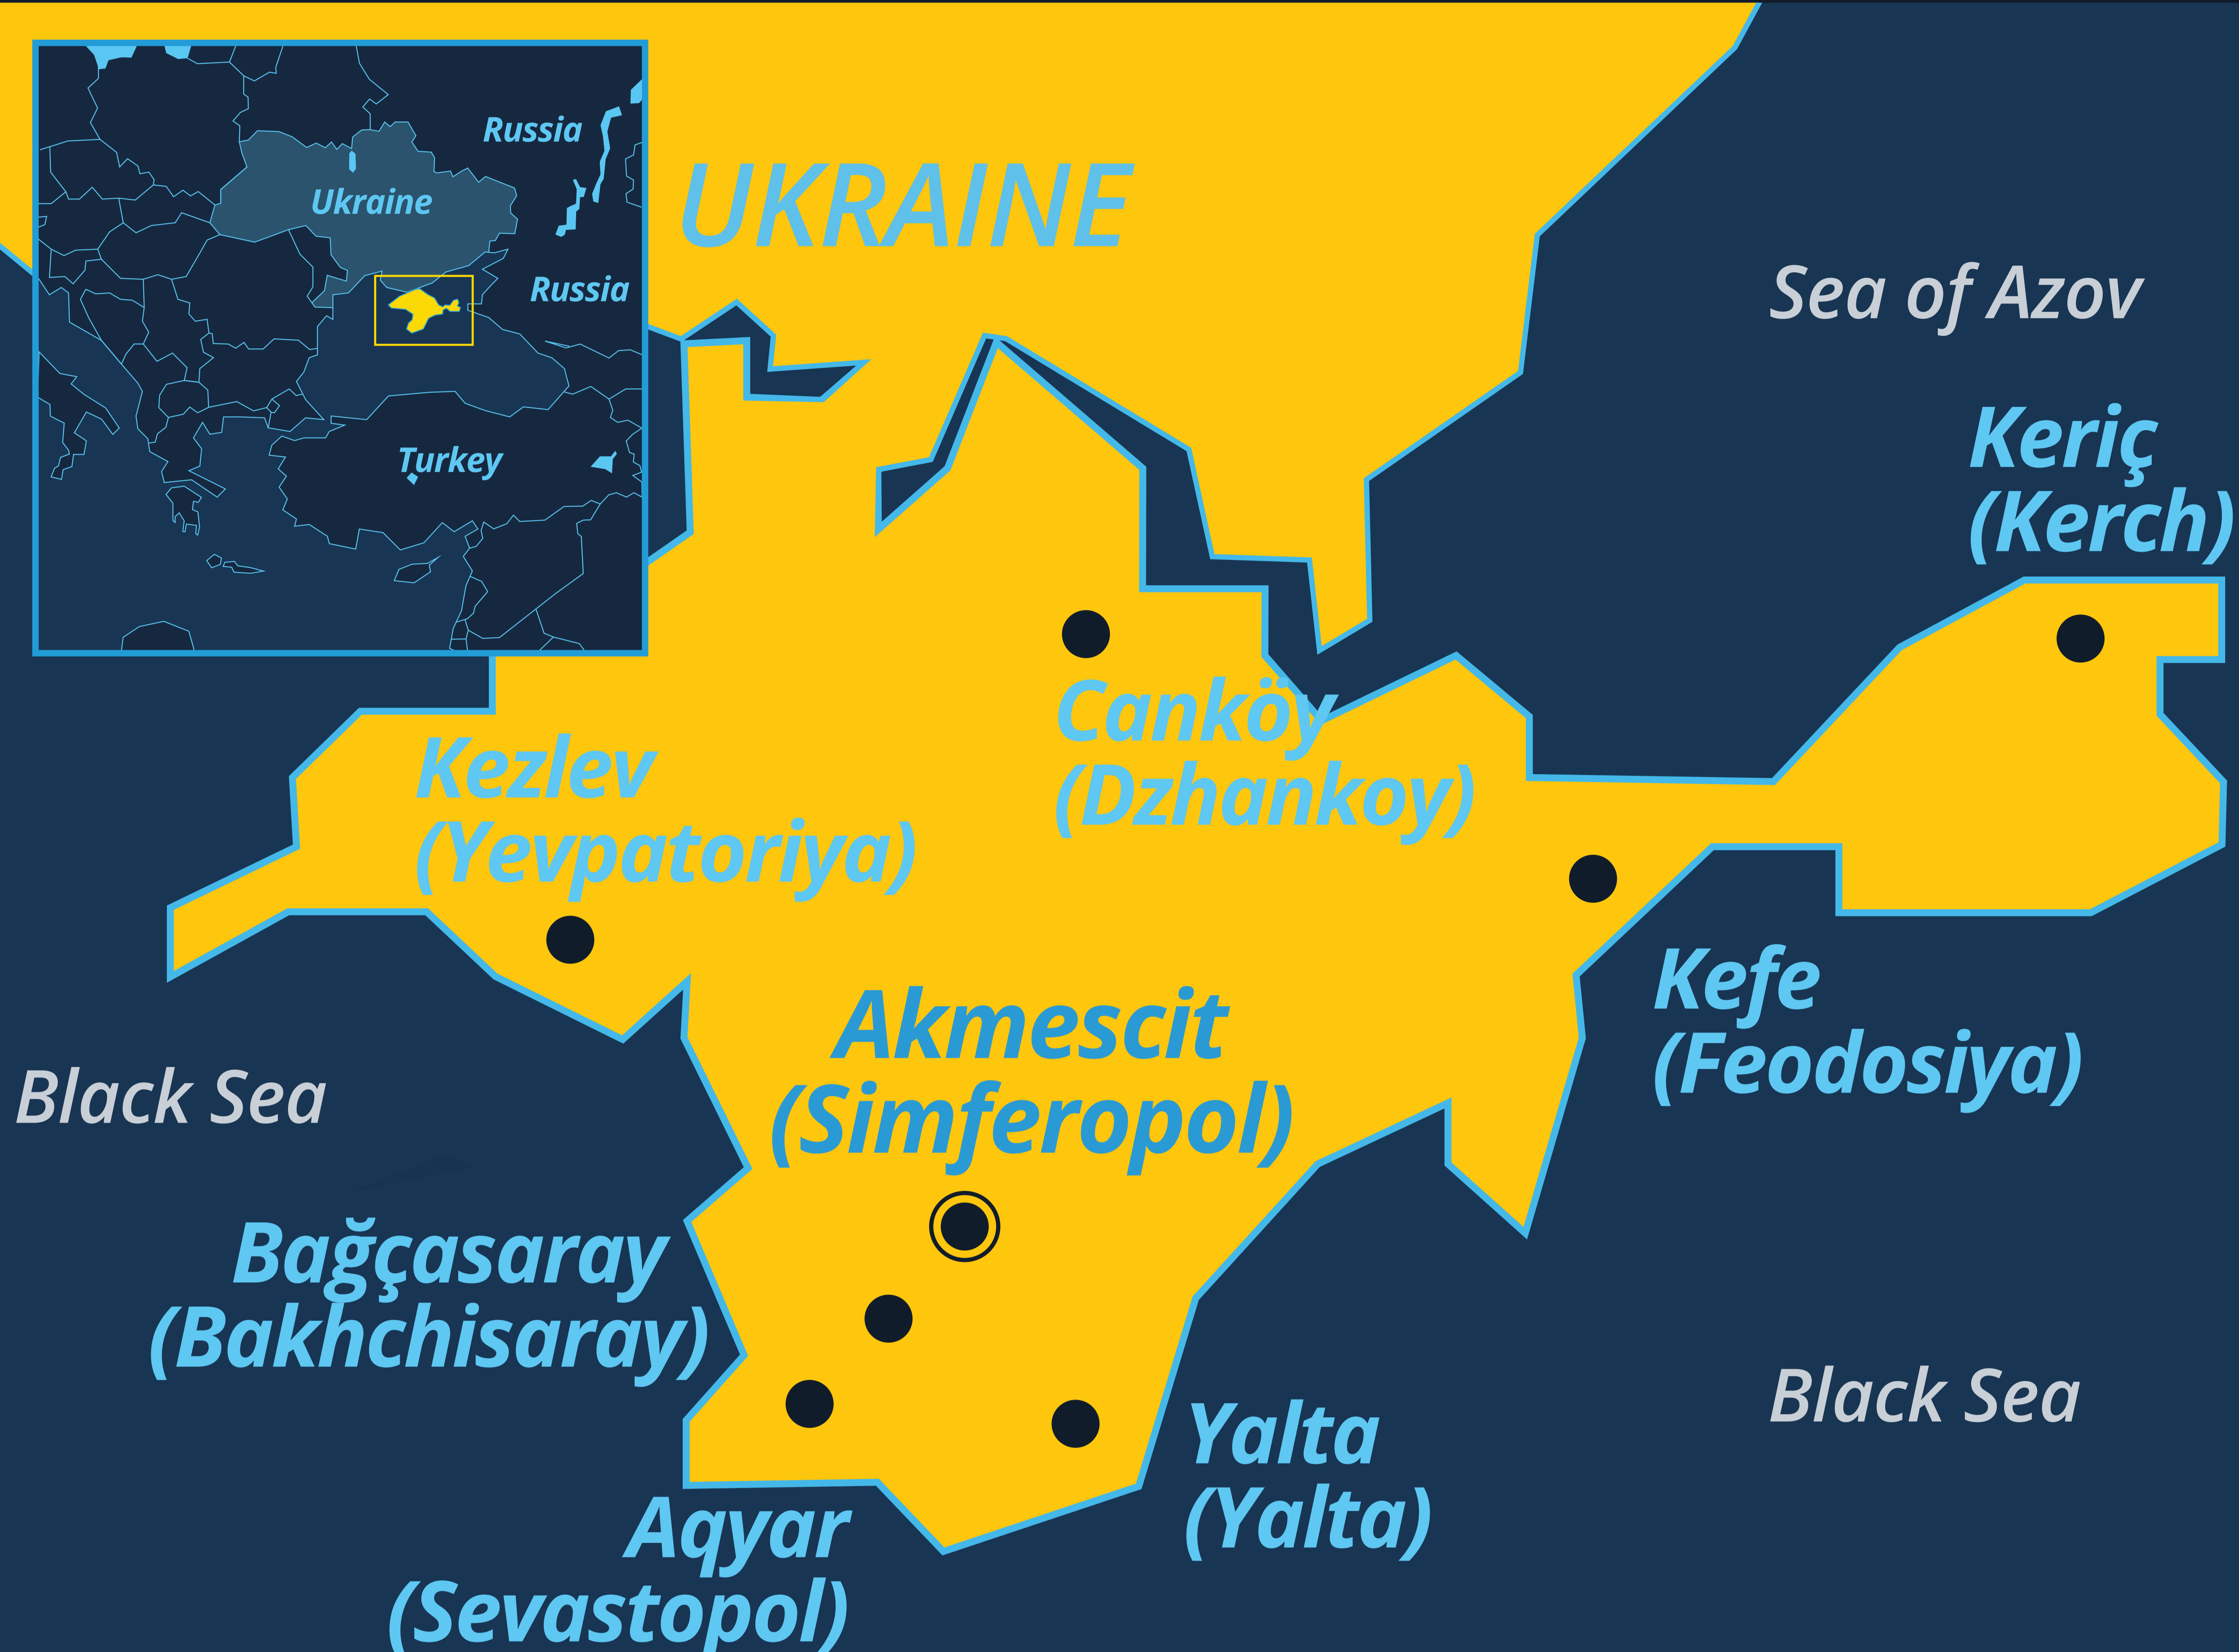 Russia
Ukraine
Russia
Turkey
UKRAINE
Sea of Azov
Keriç
(Kerch)
Canköy
(Dzhankoy)
Kezlev
(Yevpatoriya)
Kefe
(Feodosiya)
Akmescit
(Simferopol)
Black Sea
Bağçasaray
(Bakhchisaray)
Black Sea
Yalta
(Yalta)
Aqyar
(Sevastopol)